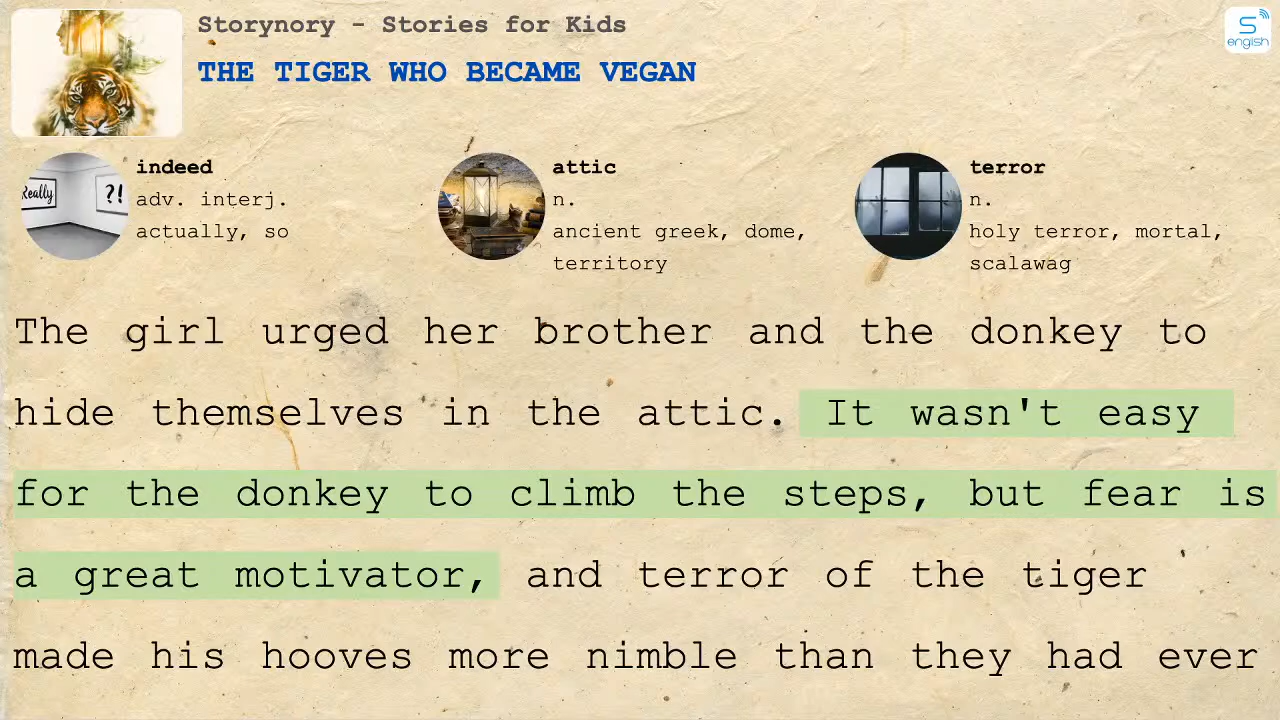 Storynory - Stories for Kids
THE TIGER WHO BECAME VEGAN
S
english
Really
?!
indeed
adv. interj.
actually, so
attic
n.
ancient greek, dome,
territory
terror
n.
holy terror, mortal,
scalawag
The girl urged her brother and the donkey to
hide themselves in the attic. It wasn't easy
for the donkey to climb the steps, but fear is
a great motivator, and terror of the tiger
made his hooves more nimble than they had ever